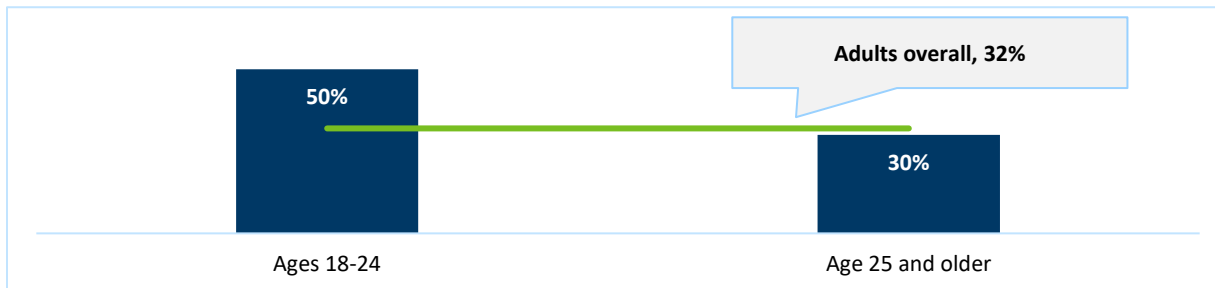 Adults overall, 32%
50%
30%
Ages 18-24
Age 25 and older